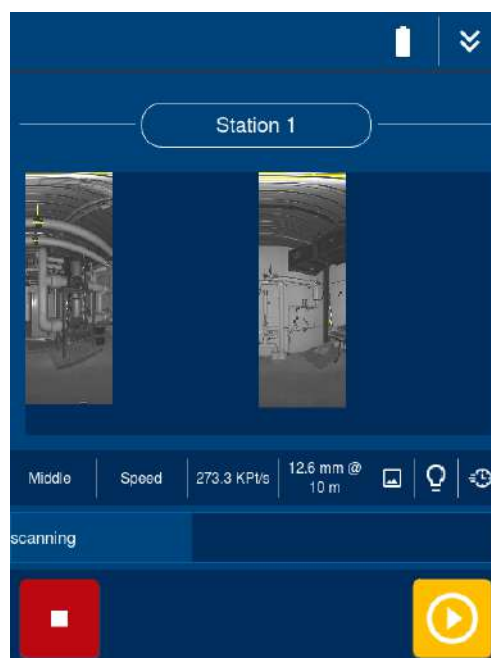 Station 1
Middle
Speed
273.3 KPt/s
12.6 mm @
10 m
scanning